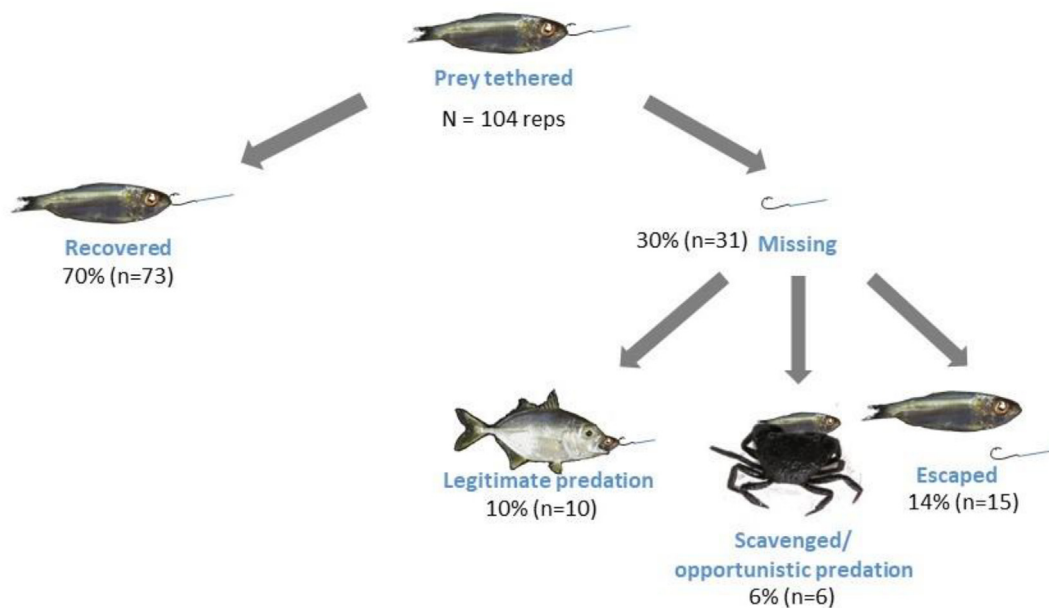 Prey tethered
N = 104 reps
Recovered
70% (n=73)
30% (n=31) Missing
Legitimate predation
10% (n=10)
Scavenged/
opportunistic predation
6% (n=6)
Escaped
14% (n=15)